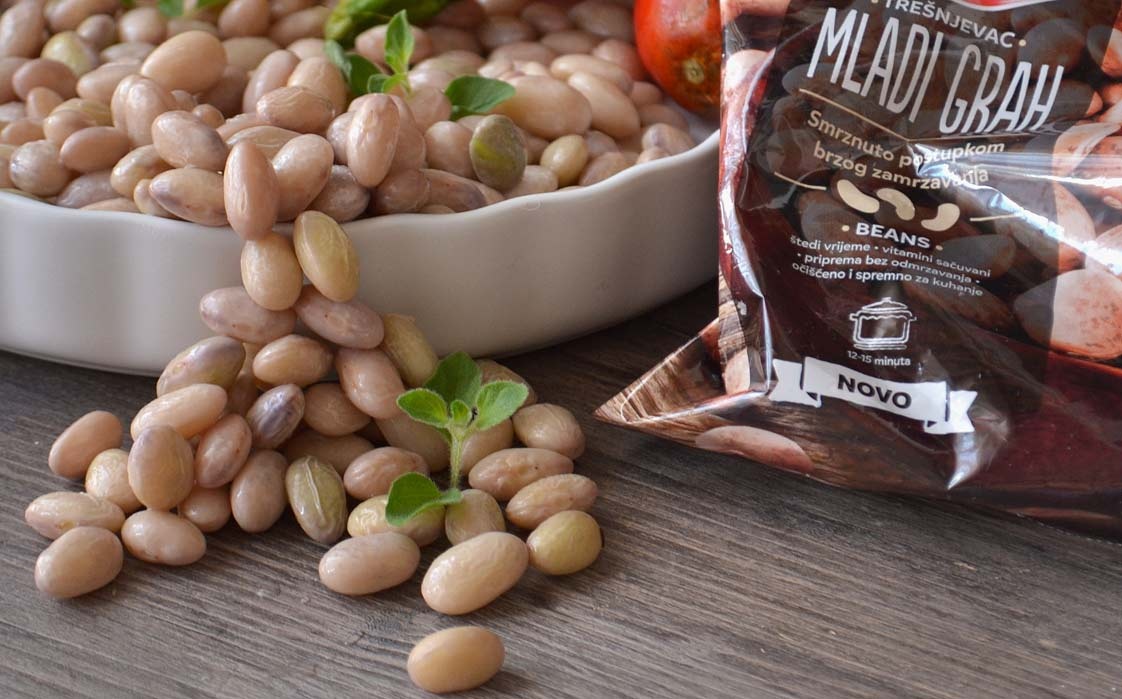 • TREŠNJEVAC •
MLADI GRAH
Smrznuto postupkom
brzog zamrzavanja
• BEANS •
štedi vrijeme • vitamini sačuvani
• priprema bez odmrzavanja •
očišćeno i spremno za kuhanje
12-15 minuta
NOVO